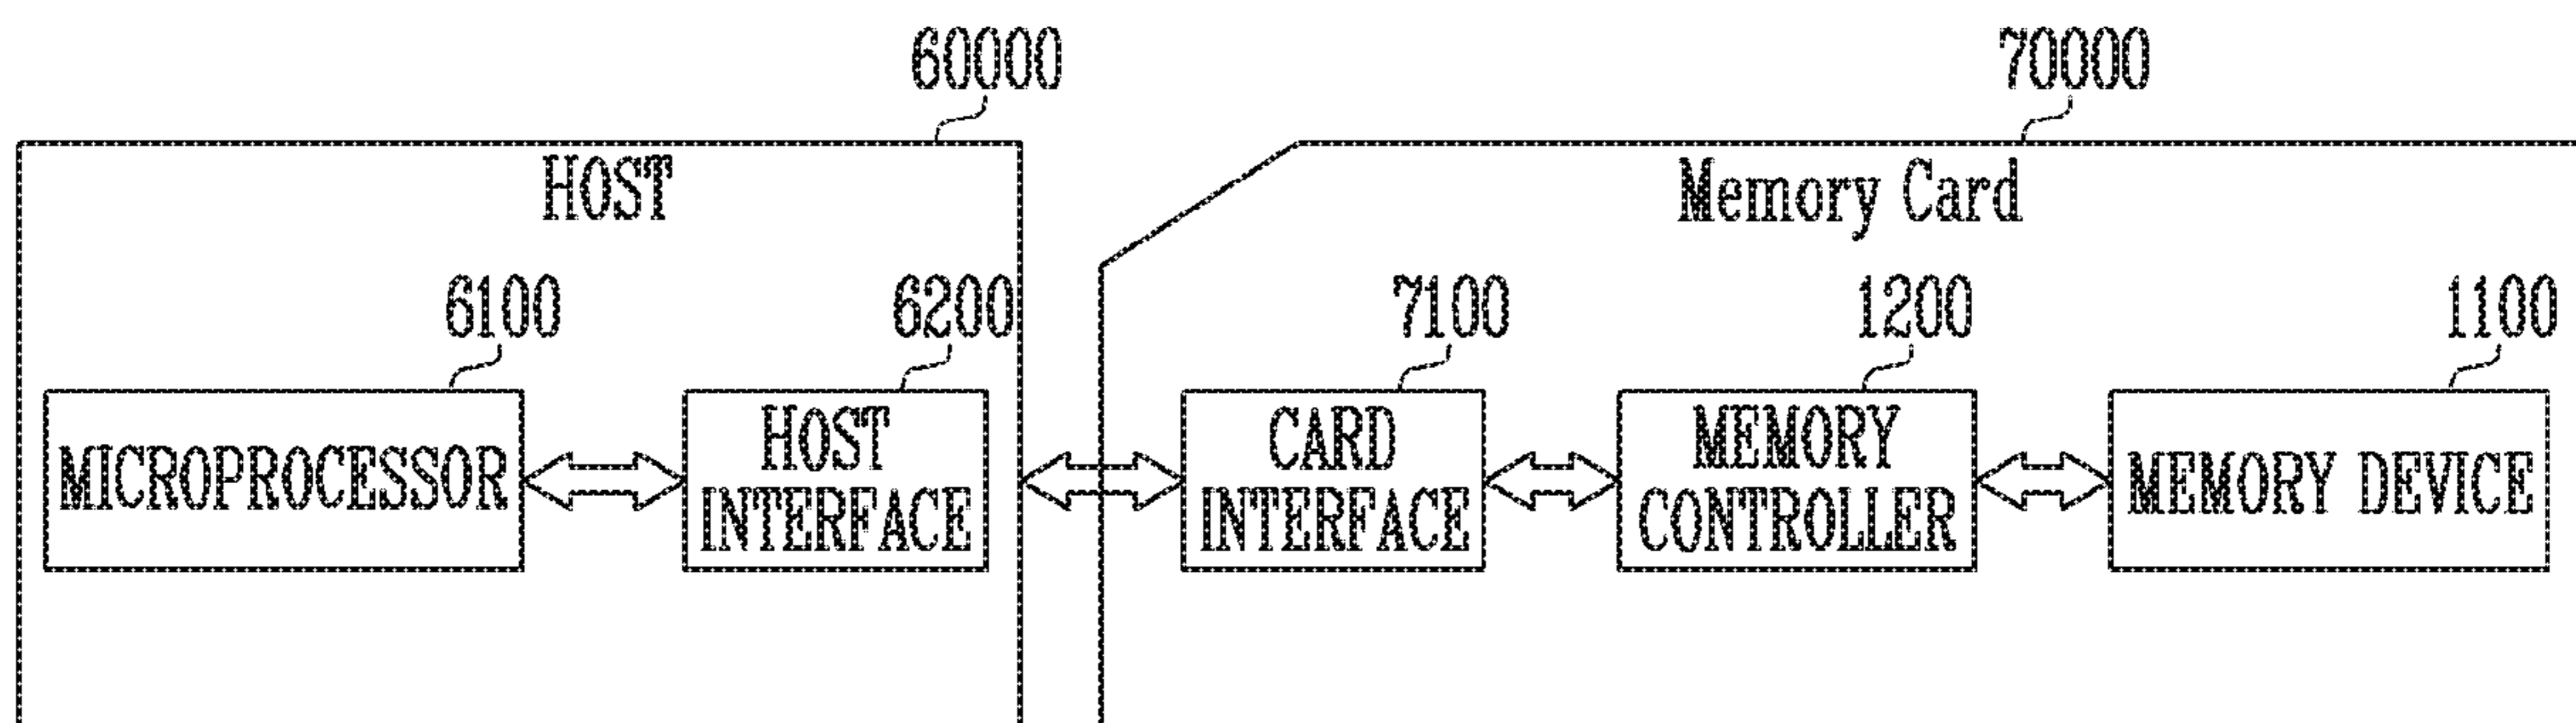 60000
70000
HOST
Memory Card
6100
6200
7100
1200
1100
MICROPROCESSOR
HOST
INTERFACE
CARD
INTERFACE
MEMORY
CONTROLLER
MEMORY DEVICE